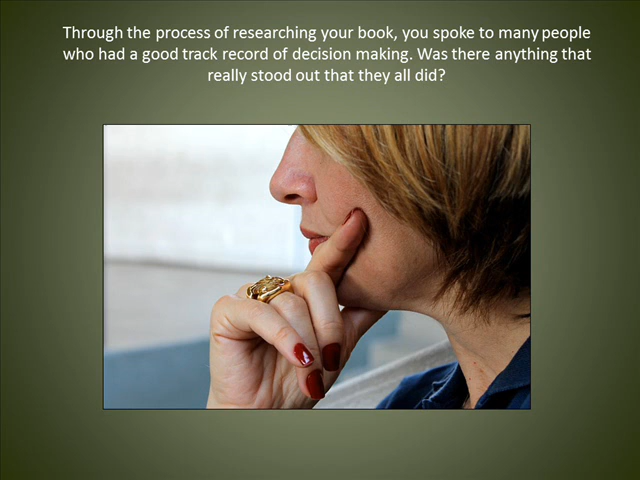 Through the process of researching your book, you spoke to many people
who had a good track record of decision making. Was there anything that
really stood out that they all did?